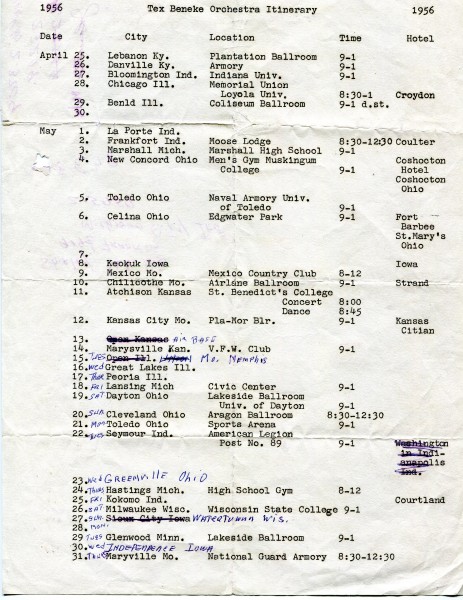 1956 Tex Beneke Orchestra Itinerary 1956
Date City Location Time Hotel
April 25. Lebanon Ky. Plantation Ballroom 9-1
26. Danville Ky. Armory 9-1
27. Bloomington Ind. Indiana Univ. 9-1
28. Chicago Ill. Memorial Union
Loyola Univ. 8:30-1 Croydon
29. Benld Ill. Coliseum Ballroom 9-1 d.st.
30.
May 1. La Porte Ind.
2. Frankfort Ind. Moose Lodge 8:30-12:30 Coulter
3. Marshall Mich. Marshall High School 9-1
4. New Concord Ohio Men's Gym Muskingum Coshocton
College 9-1 Hotel
Coshocton
Ohio
5. Toledo Ohio Naval Armory Univ.
of Toledo 9-1
6. Celina Ohio Edgwater Park 9-1 Fort
Barbee
St.Mary's
Ohio
7.
8. Keokuk Iowa Iowa
9. Mexico Mo. Mexico Country Club 8-12
10. Chilicothe Mo. Airlane Ballroom 9-1 Strand
11. Atchison Kansas St. Benedict's College
Concert 8:00
Dance 8:45
12. Kansas City Mo. Pla-Mor Blr. 9-1 Kansas
Citian
13. Open Kansas AIR BASE
14. Marysville Kan. V.F.W. Club 9-1
15. TUES Open Ill. Mo. MEMPHIS
16. WED Great Lakes Ill.
17. THUR Peoria Ill.
18. FRI Lansing Mich Civic Center 9-1
19. SAT Dayton Ohio Lakeside Ballroom
Univ. of Dayton 9-1
20. SUN Cleveland Ohio Aragon Ballroom 8:30-12:30
21. MON Toledo Ohio Sports Arena 9-1
22. TUES Seymour Ind. American Legion
Post No. 89 9-1 Washington
in Indi-
anapolis
Ind.
23. WED GREENVILLE OHIO
24. THURS Hastings Mich. High School Gym 8-12
25. FRI Kokomo Ind. Courtland
26. SAT Milwaukee Wisc. Wisconsin State College 9-1
27. SUN. Sioux City Iowa WATERTOWN WIS.
28. MON.
29 TUES Glenwood Minn. Lakeside Ballroom 9-1
30. WED INDEPENDENCE IOWA
31. THUR Maryville Mo. National Guard Armory 8:30-12:30